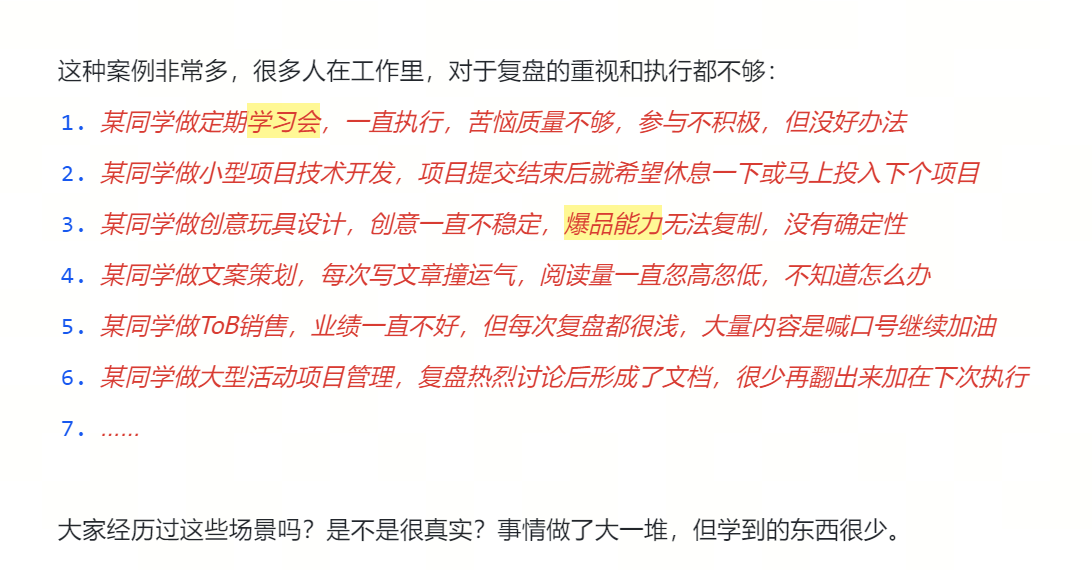 这种案例非常多，很多人在工作里，对于复盘的重视和执行都不够：
1. 某同学做定期学习会，一直执行，苦恼质量不够，参与不积极，但没好办法
2. 某同学做小型项目技术开发，项目提交结束后就希望休息一下或马上投入下个项目
3. 某同学做创意玩具设计，创意一直不稳定，爆品能力无法复制，没有确定性
4. 某同学做文案策划，每次写文章撞运气，阅读量一直忽高忽低，不知道怎么办
5. 某同学做ToB销售，业绩一直不好，但每次复盘都很浅，大量内容是喊口号继续加油
6. 某同学做大型活动项目管理，复盘热烈讨论后形成了文档，很少再翻出来加在下次执行
7. ......
大家经历过这些场景吗？是不是很真实？事情做了大一堆，但学到的东西很少。